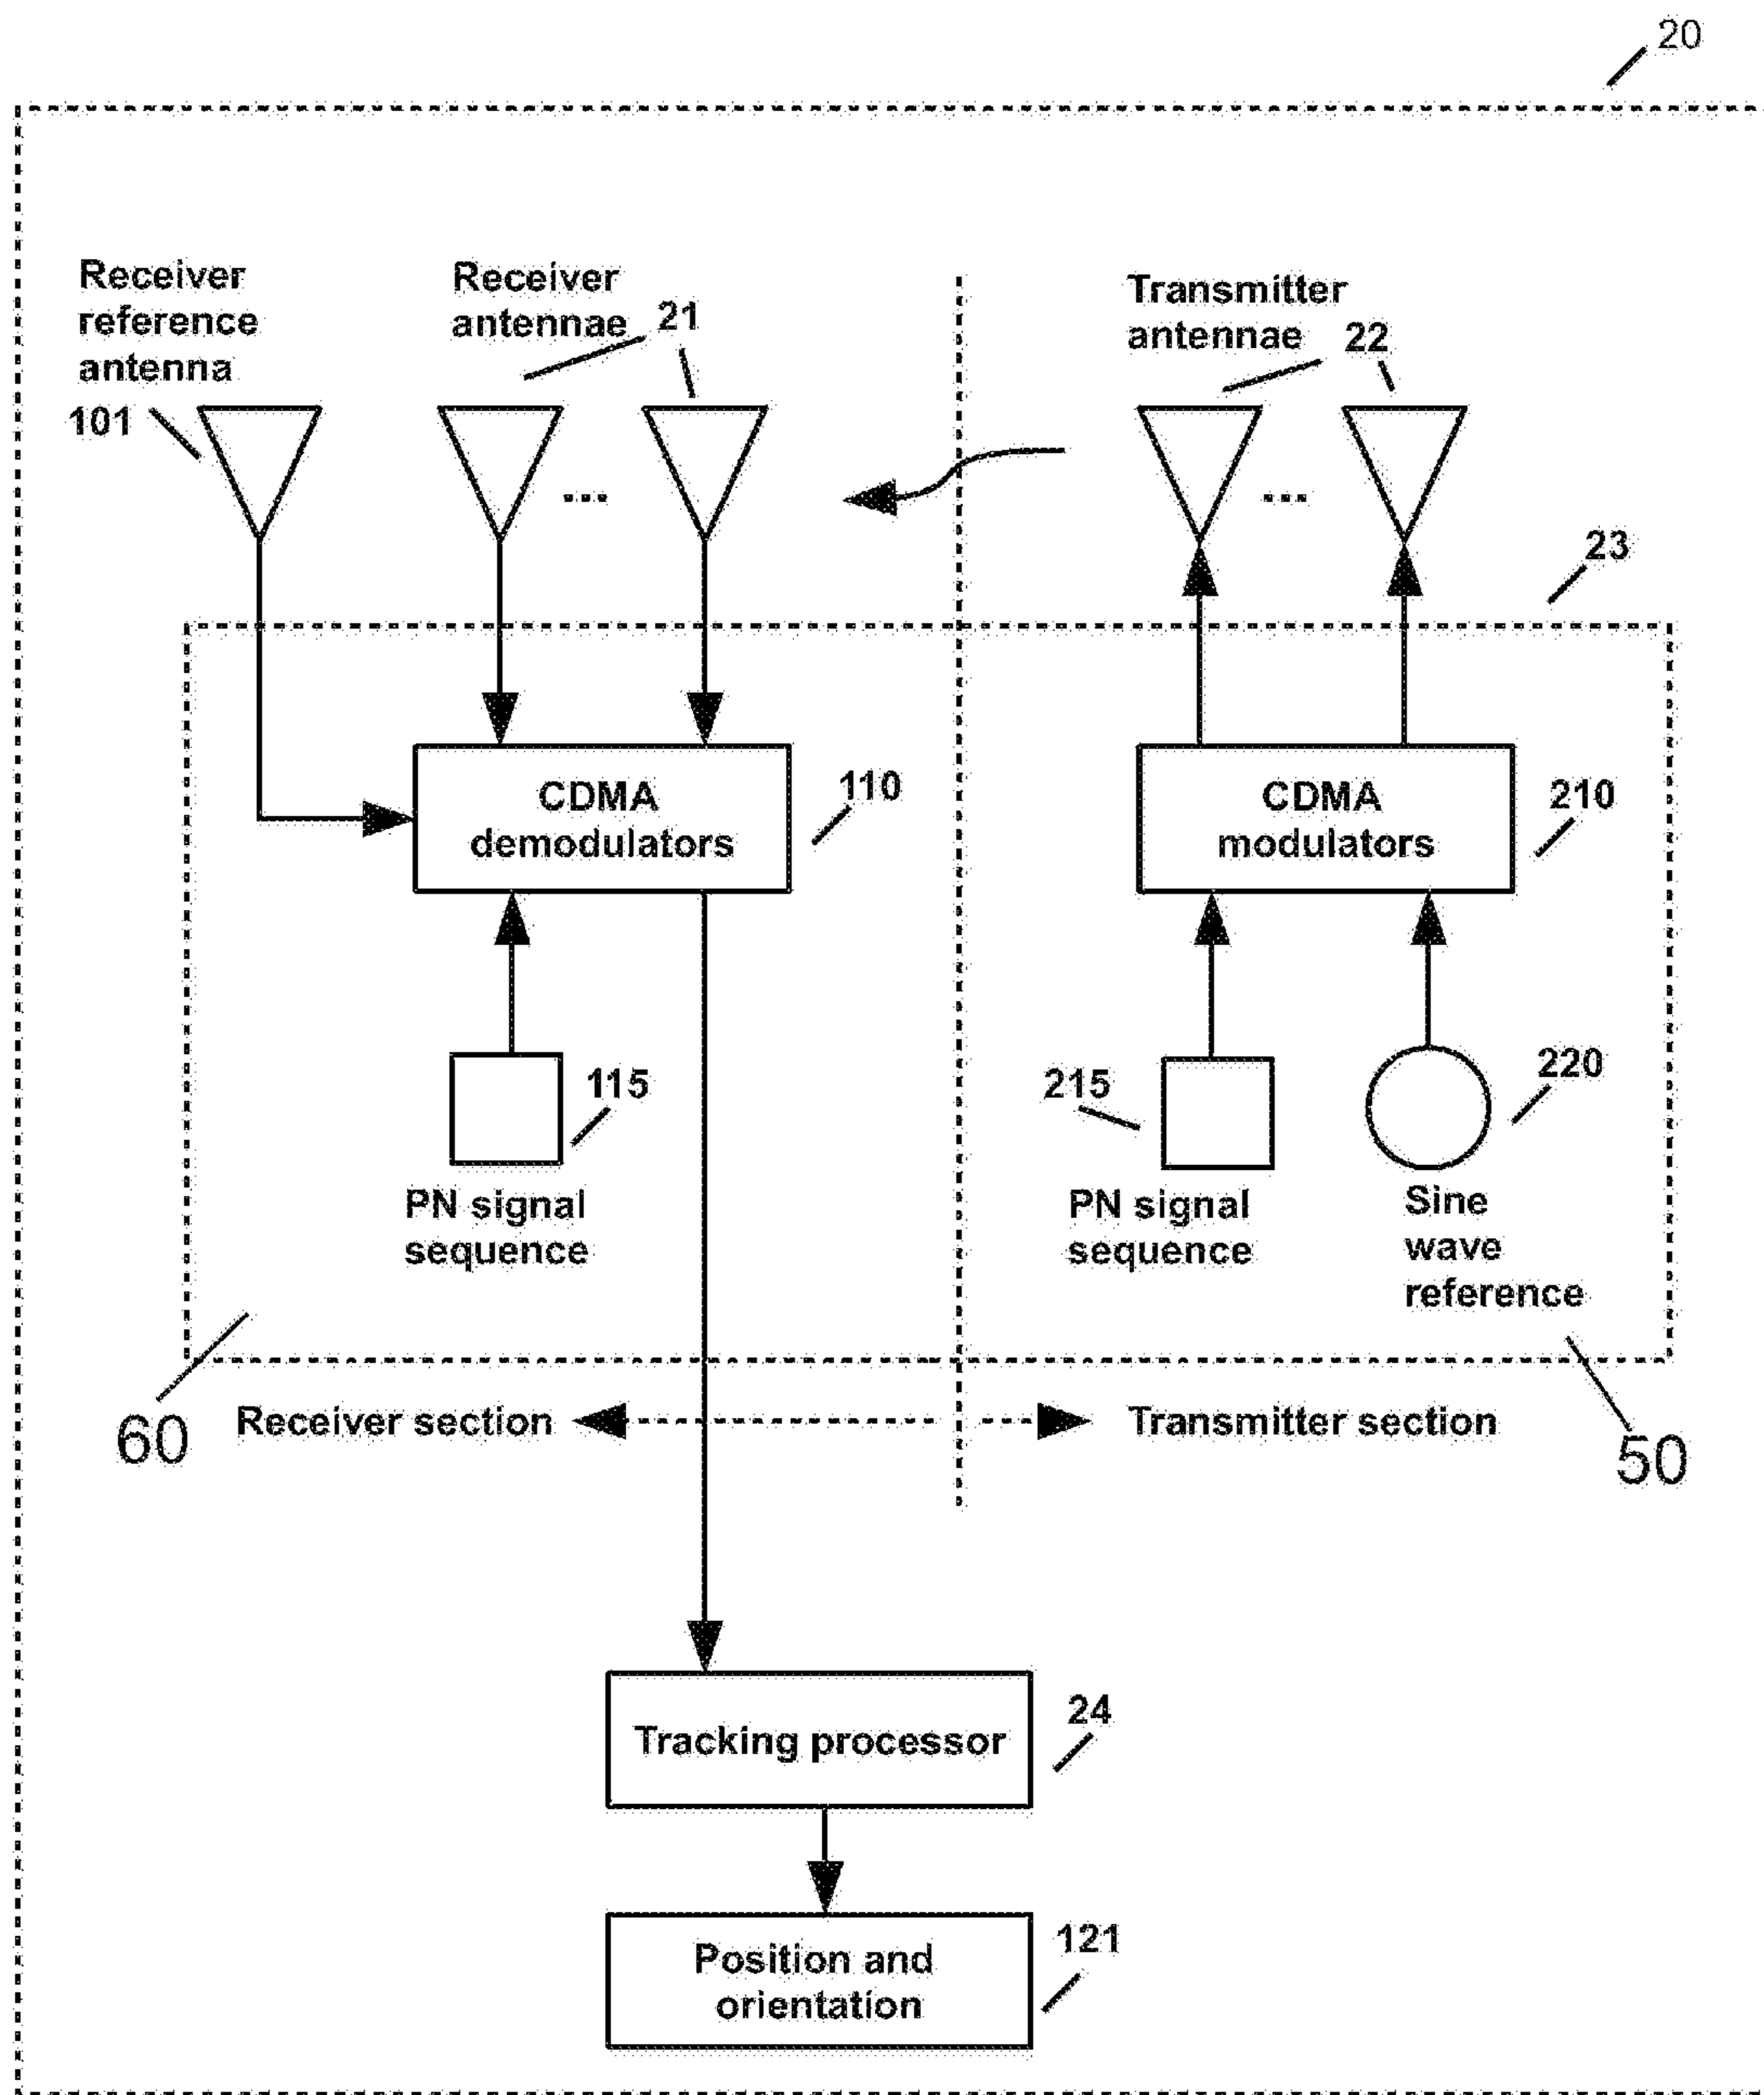 20
Receiver
reference
antenna
101
Receiver
antennae 21
Transmitter
antennae 22
....
....
23
CDMA
demodulators
110
CDMA
modulators
210
115
215
220
PN signal
sequence
PN signal
sequence
Sine
wave
reference
60
Receiver section
Transmitter section
50
Tracking processor
24
Position and
orientation
121